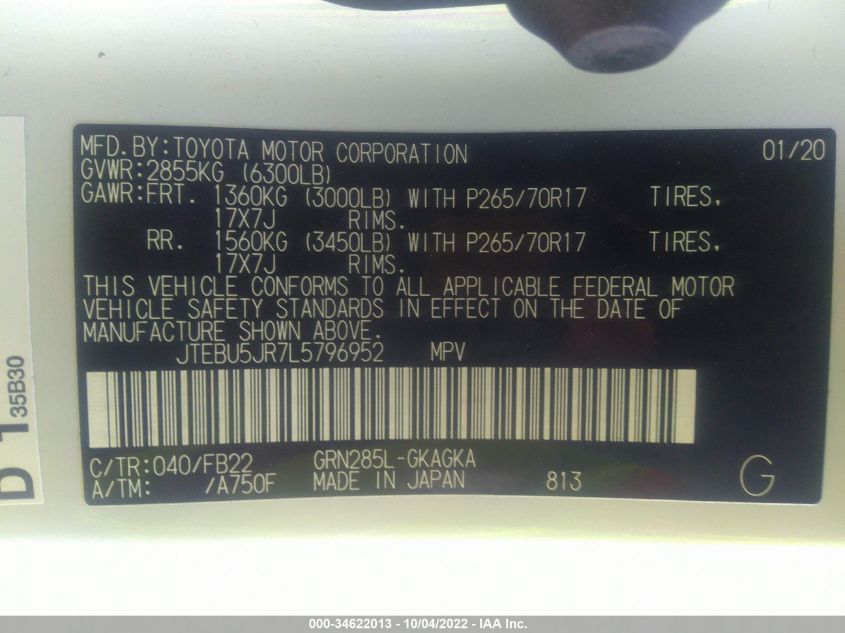 MFD. BY: TOYOTA MOTOR CORPORATION 01/20
GVWR: 2855KG (6300LB)
GAWR: FRT. 1360KG (3000LB) WITH P265/70R17 TIRES,
17X7J RIMS.
RR. 1560KG (3450LB) WITH P265/70R17 TIRES,
17X7J RIMS.
THIS VEHICLE CONFORMS TO ALL APPLICABLE FEDERAL MOTOR
VEHICLE SAFETY STANDARDS IN EFFECT ON THE DATE OF
MANUFACTURE SHOWN ABOVE.
JTEBU5JR7L5796952 MPV
C/TR: 040/FB22 GRN285L-GKAGKA
A/TM: /A750F MADE IN JAPAN 813 G
D 1 35B30
000-34622013 - 10/04/2022 - IAA Inc.